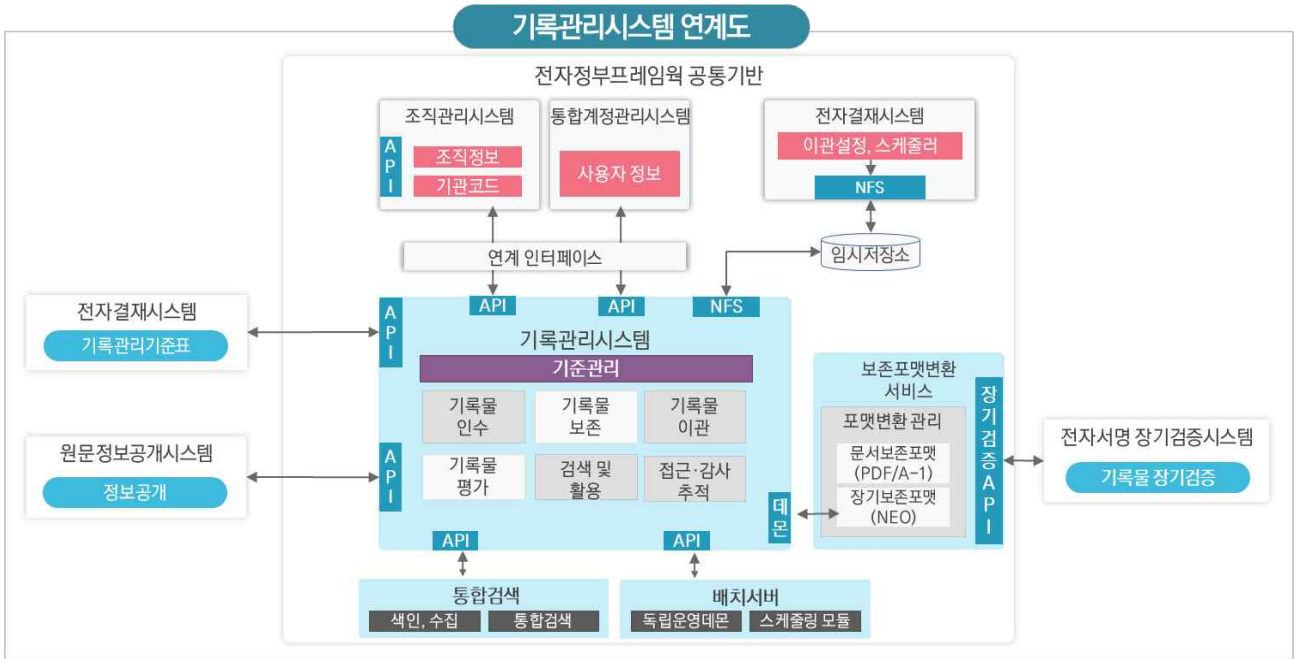 기록관리시스템 연계도
전자정부프레임웍 공통기반
조직관리시스템
API
조직정보
기관코드
통합계정관리시스템
사용자 정보
전자결재시스템
이관설정, 스케줄러
NFS
임시저장소
연계 인터페이스
전자결재시스템
기록관리기준표
원문정보공개시스템
정보공개
API
API
NFS
API
API
기록관리시스템
기준관리
기록물
인수
기록물
보존
기록물
이관
기록물
평가
검색 및
활용
접근·감사
추적
데몬
API
API
보존포맷변환
서비스
포맷변환 관리
문서보존포맷
(PDF/A-1)
장기보존포맷
(NEO)
장기검증API
전자서명 장기검증시스템
기록물 장기검증
통합검색
색인, 수집
통합검색
배치서버
독립운영데몬
스케줄링 모듈